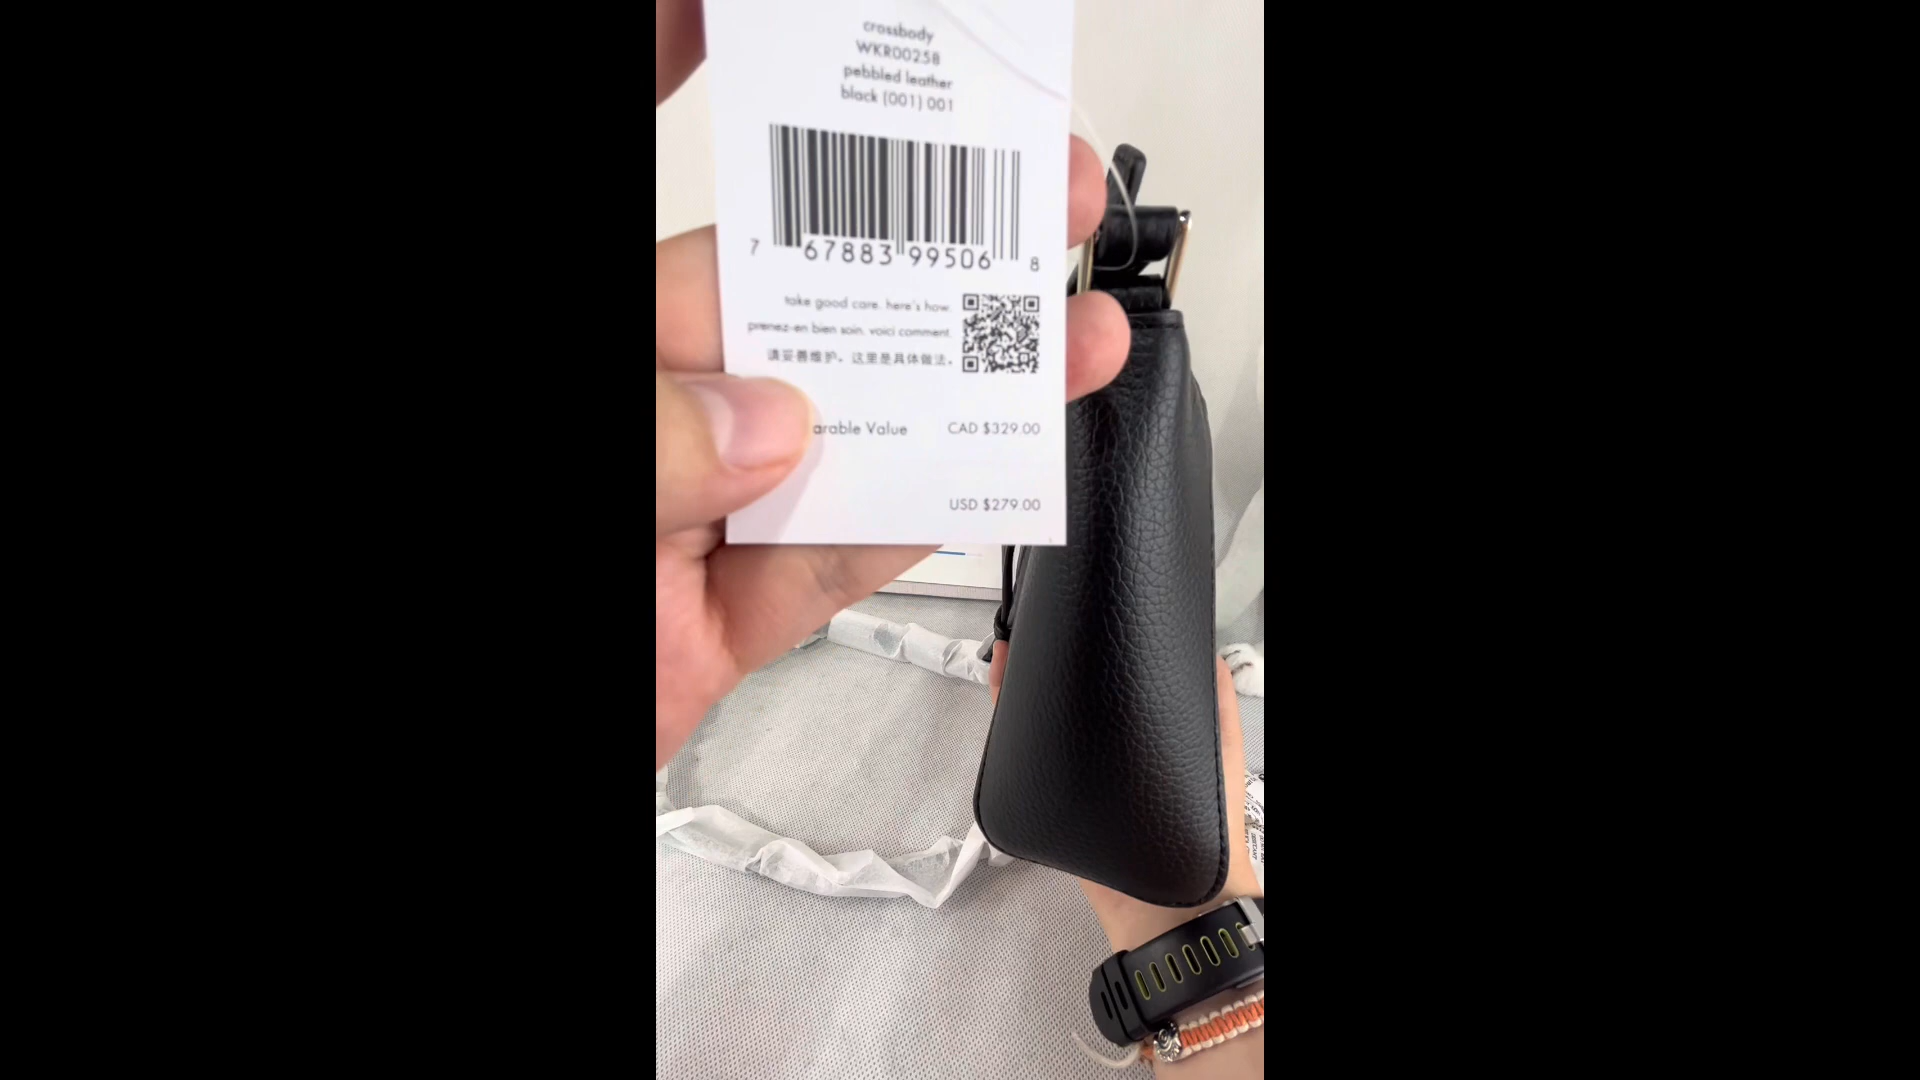 crossbody
WKR00258
pebbled leather
black (001) 001
7 67883 99506 8
take good care. here's how.
prenez-en bien soin. voici comment.
请妥善维护。这里是具体做法。
arable Value CAD $329.00
USD $279.00